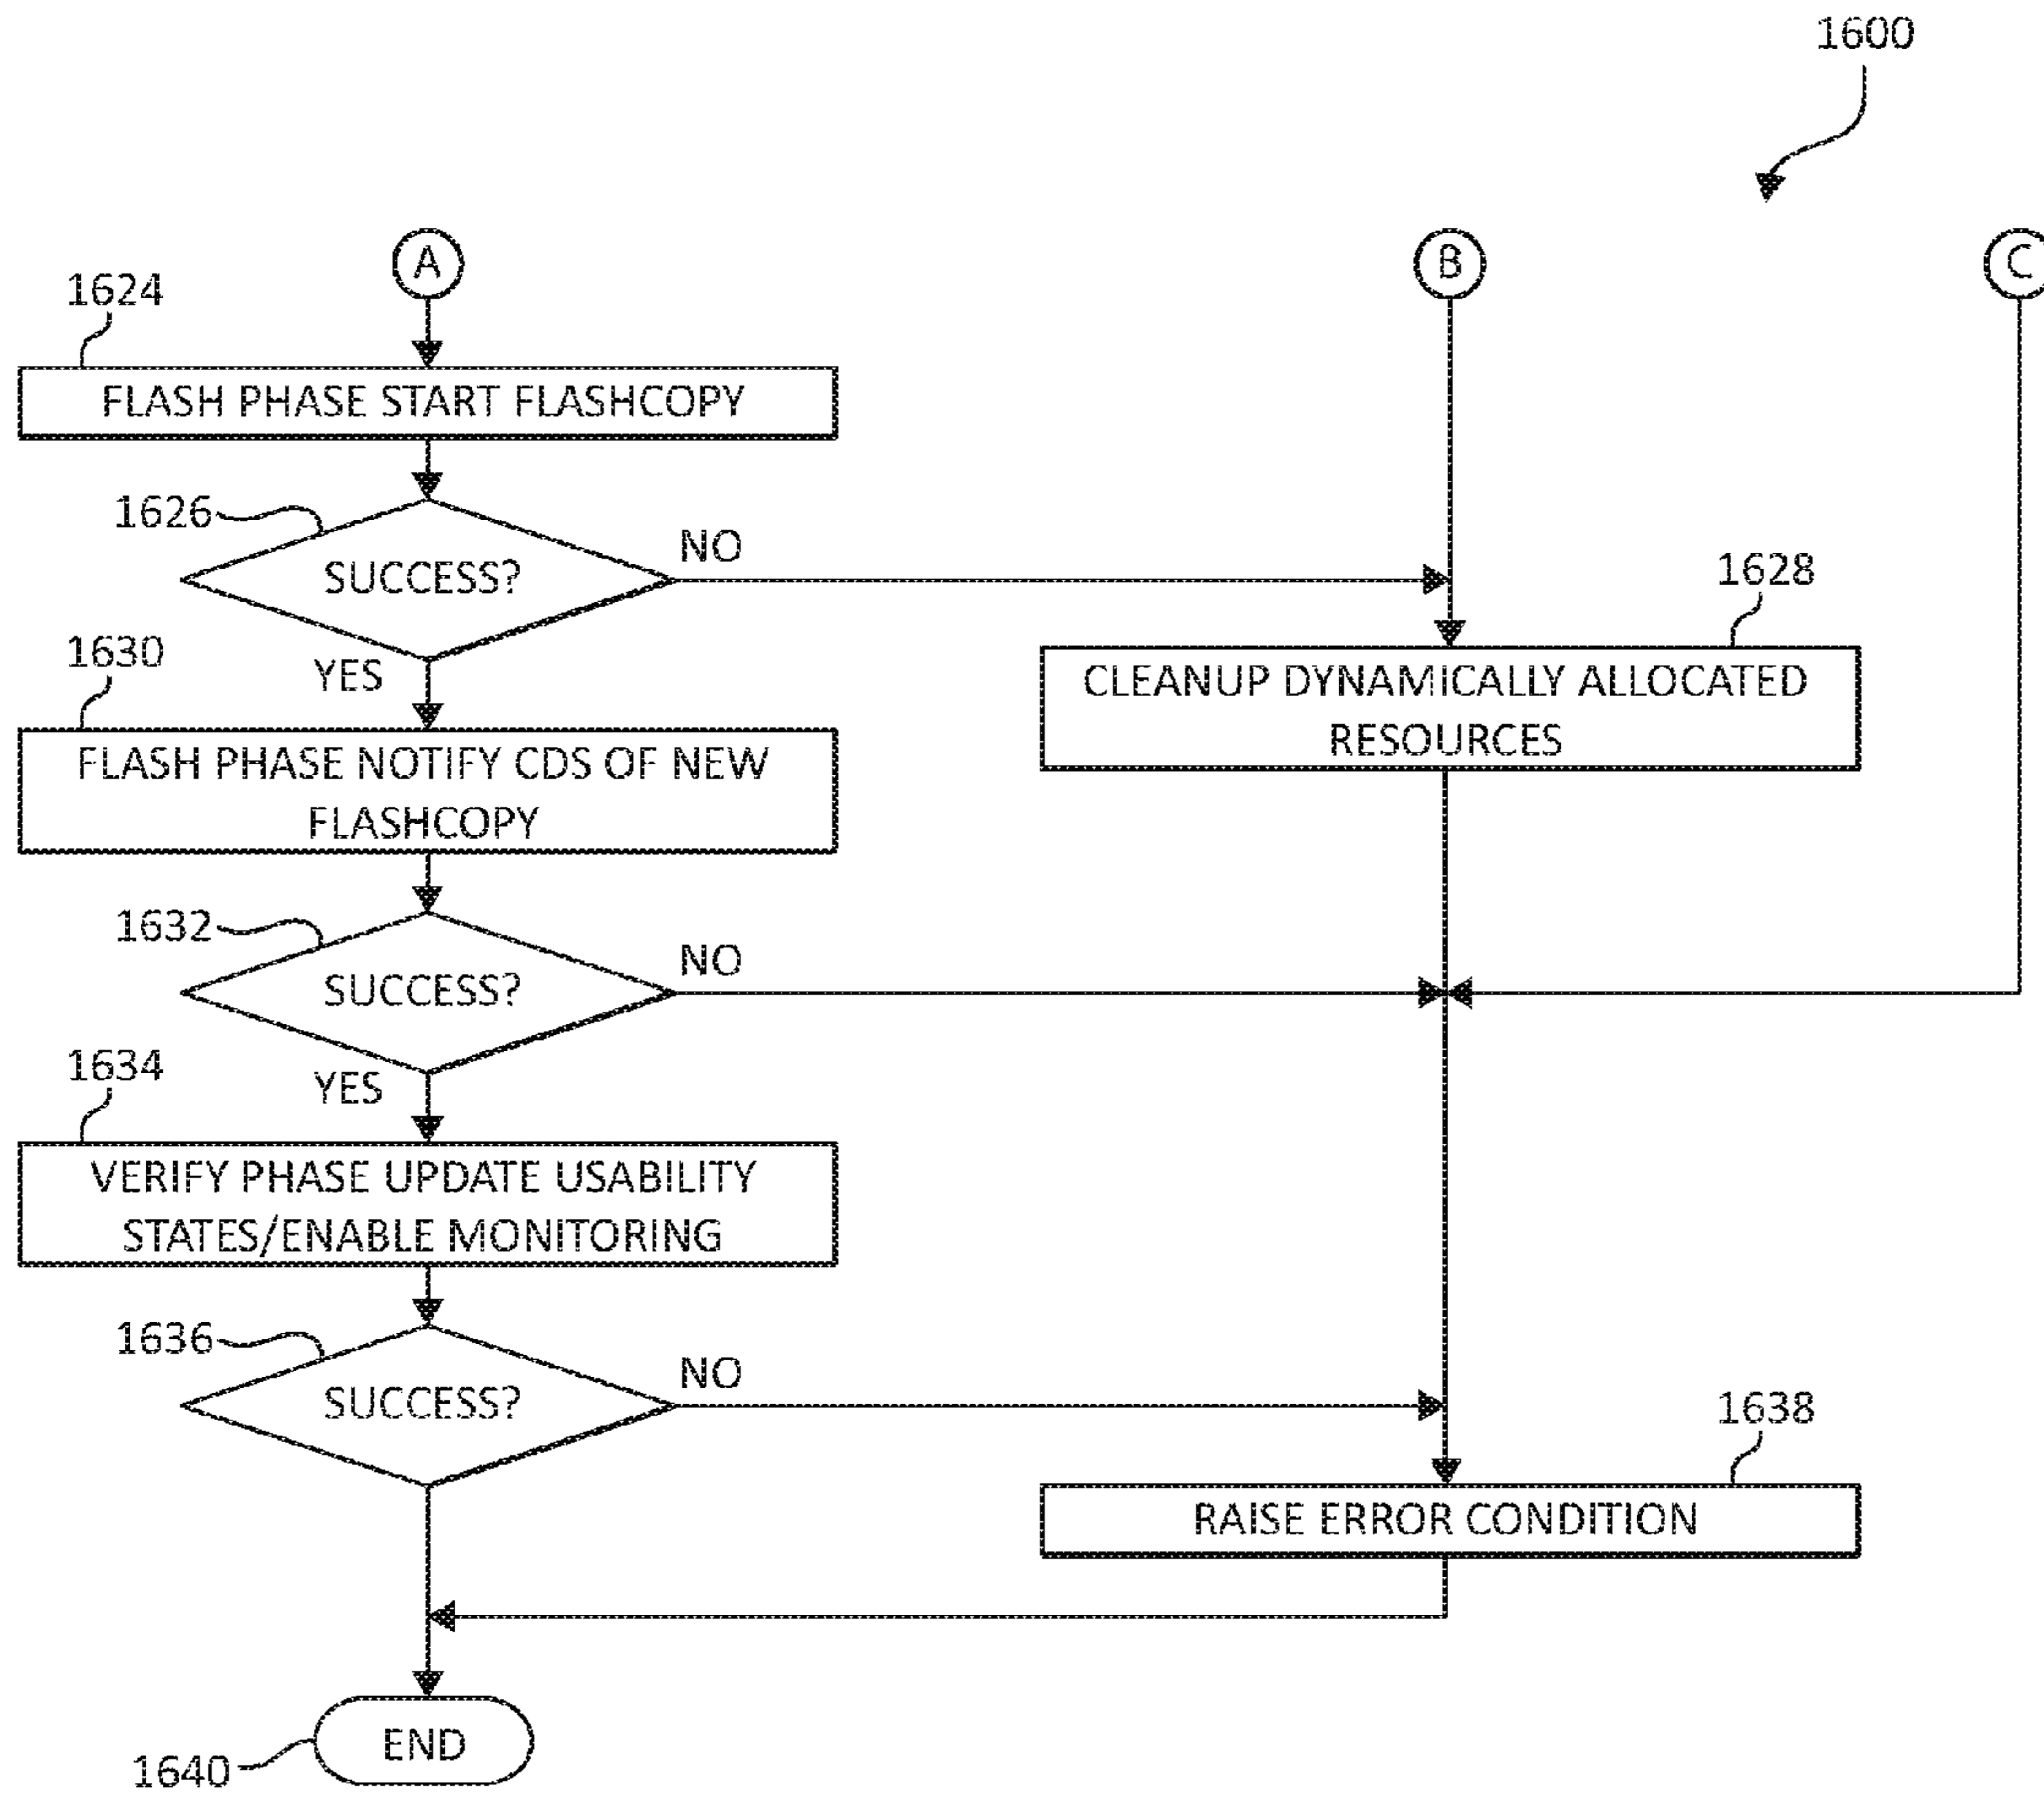 1600
A
B
C
1624
FLASH PHASE START FLASHCOPY
1626
SUCCESS?
NO
YES
1628
CLEANUP DYNAMICALLY ALLOCATED
RESOURCES
1630
FLASH PHASE NOTIFY CDS OF NEW
FLASHCOPY
1632
SUCCESS?
NO
YES
1634
VERIFY PHASE UPDATE USABILITY
STATES/ENABLE MONITORING
1636
SUCCESS?
NO
1638
RAISE ERROR CONDITION
END
1640